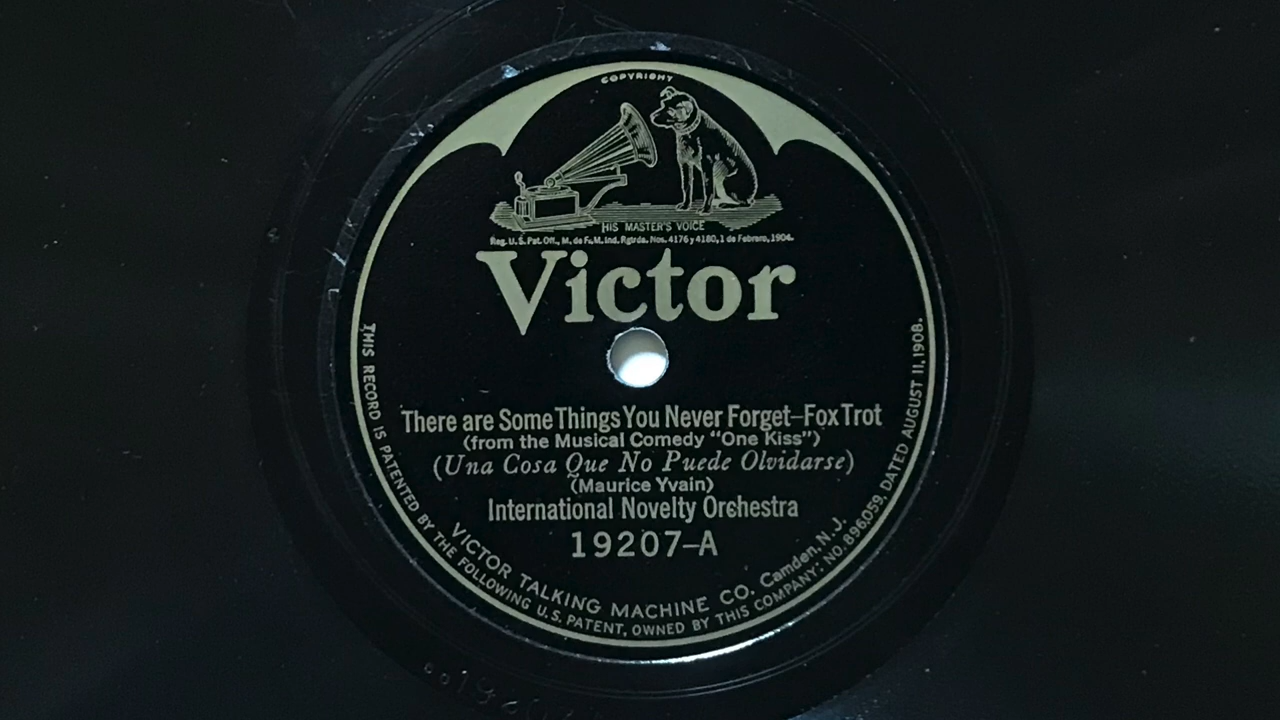 COPYRIGHT
HIS MASTER'S VOICE
Reg. U.S. Pat. Off., M. de F. M. Ind. Rgtrda. Nos. 4176 y 4180, 1 de Febrero, 1904.
Victor
There are Some Things You Never Forget–Fox Trot
(from the Musical Comedy "One Kiss")
(Una Cosa Que No Puede Olvidarse)
(Maurice Yvain)
International Novelty Orchestra
19207–A
VICTOR TALKING MACHINE CO. Camden, N. J.
THIS RECORD IS PATENTED BY THE FOLLOWING U.S. PATENT, OWNED BY THIS COMPANY: NO. 896,059, DATED AUGUST 11, 1908.